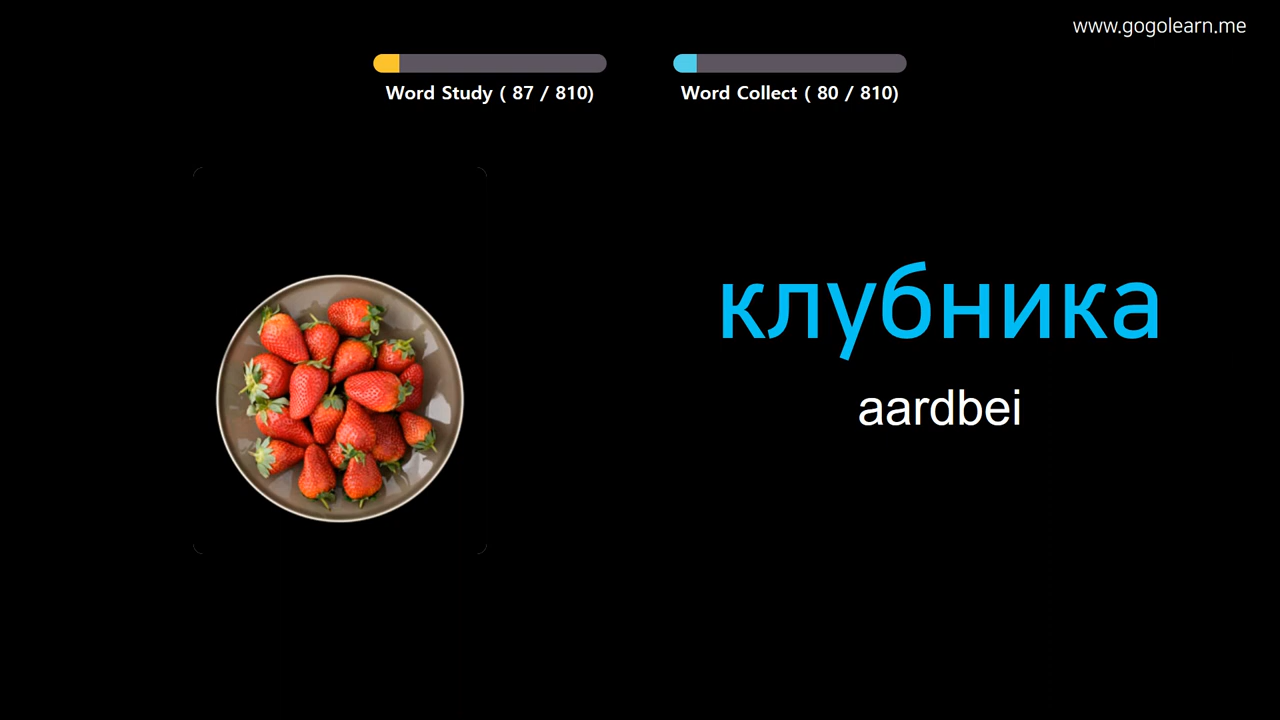 www.gogolearn.me
Word Study ( 87 / 810)
Word Collect ( 80 / 810)
клубника
aardbei